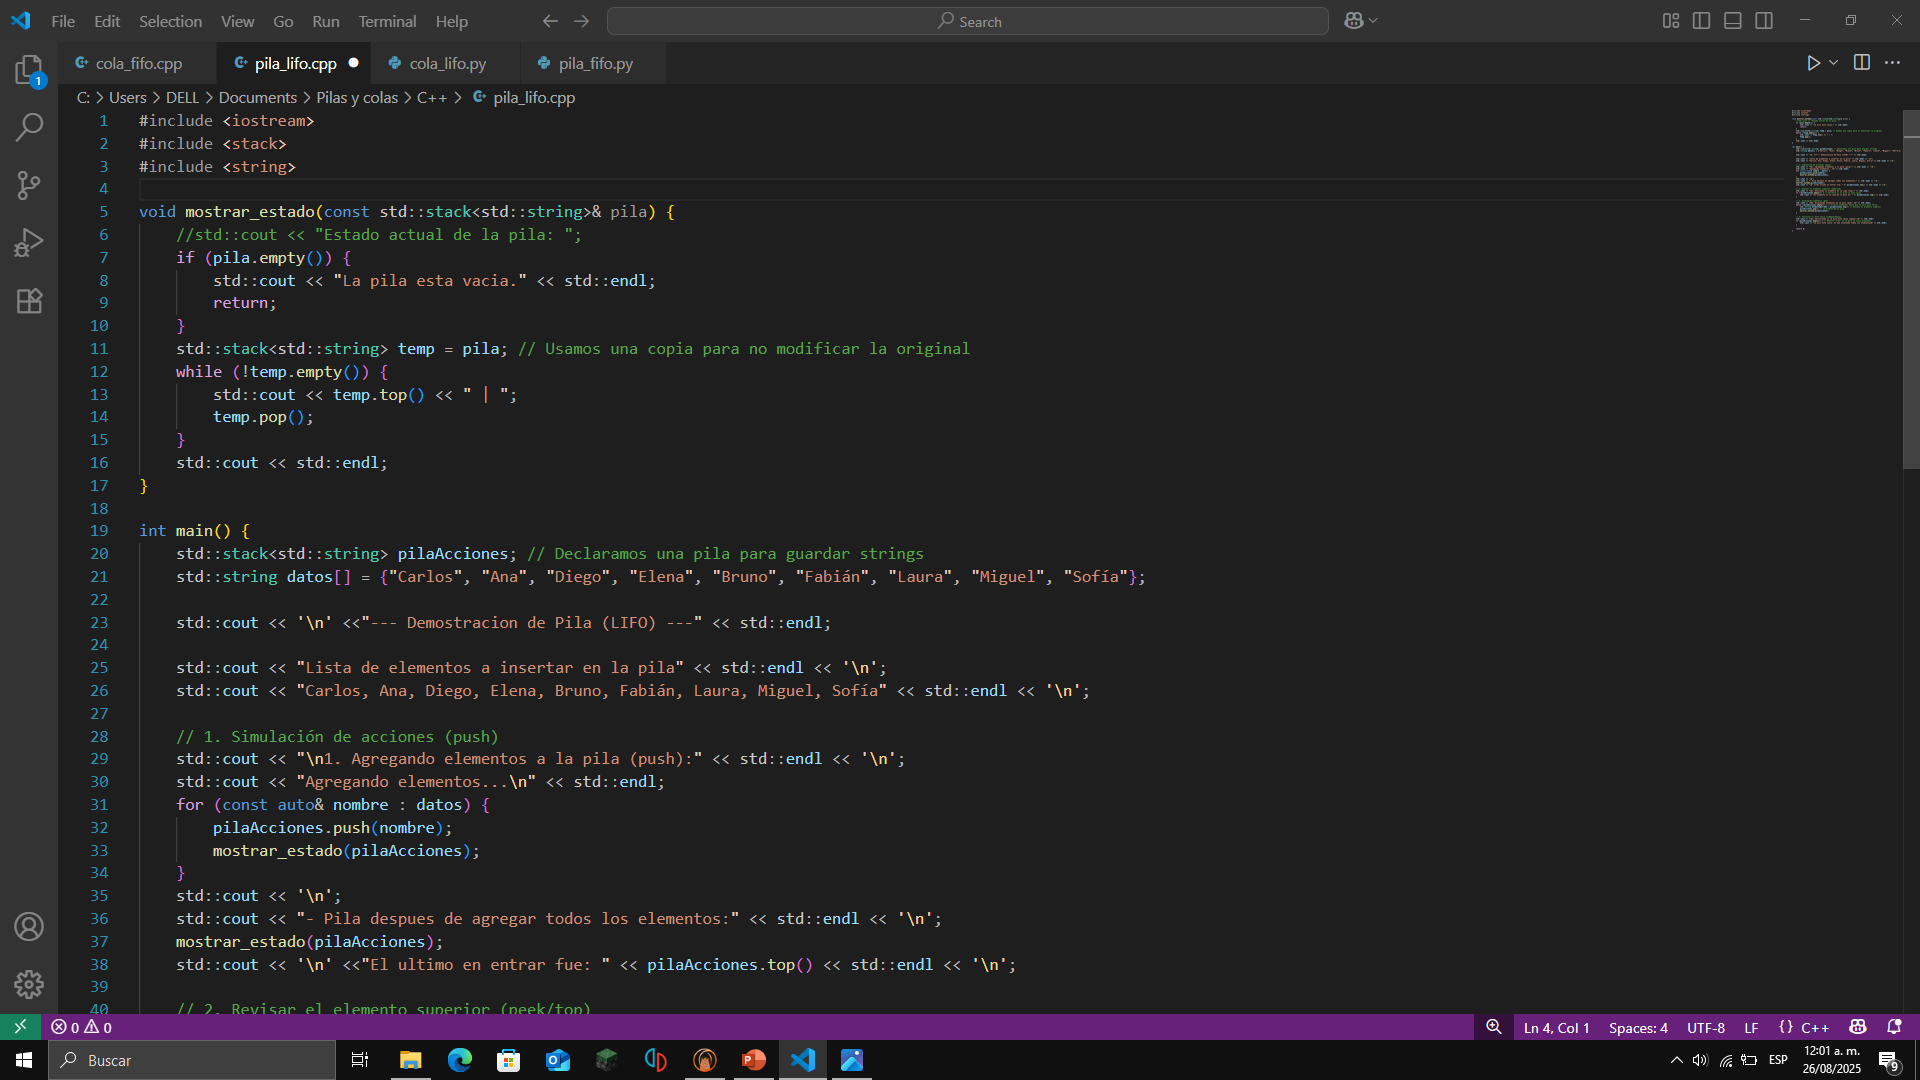 File Edit Selection View Go Run Terminal Help Search
cola_fifo.cpp pila_lifo.cpp cola_lifo.py pila_fifo.py
1
C: > Users > DELL > Documents > Pilas y colas > C++ > pila_lifo.cpp
1 #include <iostream>
2 #include <stack>
3 #include <string>
4
5 void mostrar_estado(const std::stack<std::string>& pila) {
6 //std::cout << "Estado actual de la pila: ";
7 if (pila.empty()) {
8 std::cout << "La pila esta vacia." << std::endl;
9 return;
10 }
11 std::stack<std::string> temp = pila; // Usamos una copia para no modificar la original
12 while (!temp.empty()) {
13 std::cout << temp.top() << " | ";
14 temp.pop();
15 }
16 std::cout << std::endl;
17 }
18
19 int main() {
20 std::stack<std::string> pilaAcciones; // Declaramos una pila para guardar strings
21 std::string datos[] = {"Carlos", "Ana", "Diego", "Elena", "Bruno", "Fabián", "Laura", "Miguel", "Sofía"};
22
23 std::cout << '\n' <<"--- Demostracion de Pila (LIFO) ---" << std::endl;
24
25 std::cout << "Lista de elementos a insertar en la pila" << std::endl << '\n';
26 std::cout << "Carlos, Ana, Diego, Elena, Bruno, Fabián, Laura, Miguel, Sofía" << std::endl << '\n';
27
28 // 1. Simulación de acciones (push)
29 std::cout << "\n1. Agregando elementos a la pila (push):" << std::endl << '\n';
30 std::cout << "Agregando elementos...\n" << std::endl;
31 for (const auto& nombre : datos) {
32 pilaAcciones.push(nombre);
33 mostrar_estado(pilaAcciones);
34 }
35 std::cout << '\n';
36 std::cout << "- Pila despues de agregar todos los elementos:" << std::endl << '\n';
37 mostrar_estado(pilaAcciones);
38 std::cout << '\n' <<"El ultimo en entrar fue: " << pilaAcciones.top() << std::endl << '\n';
39
40 // 2. Revisar el elemento superior (peek/top)
0 0 Ln 4, Col 1 Spaces: 4 UTF-8 LF {} C++
Buscar ESP 12:01 a. m.
26/08/2025 9